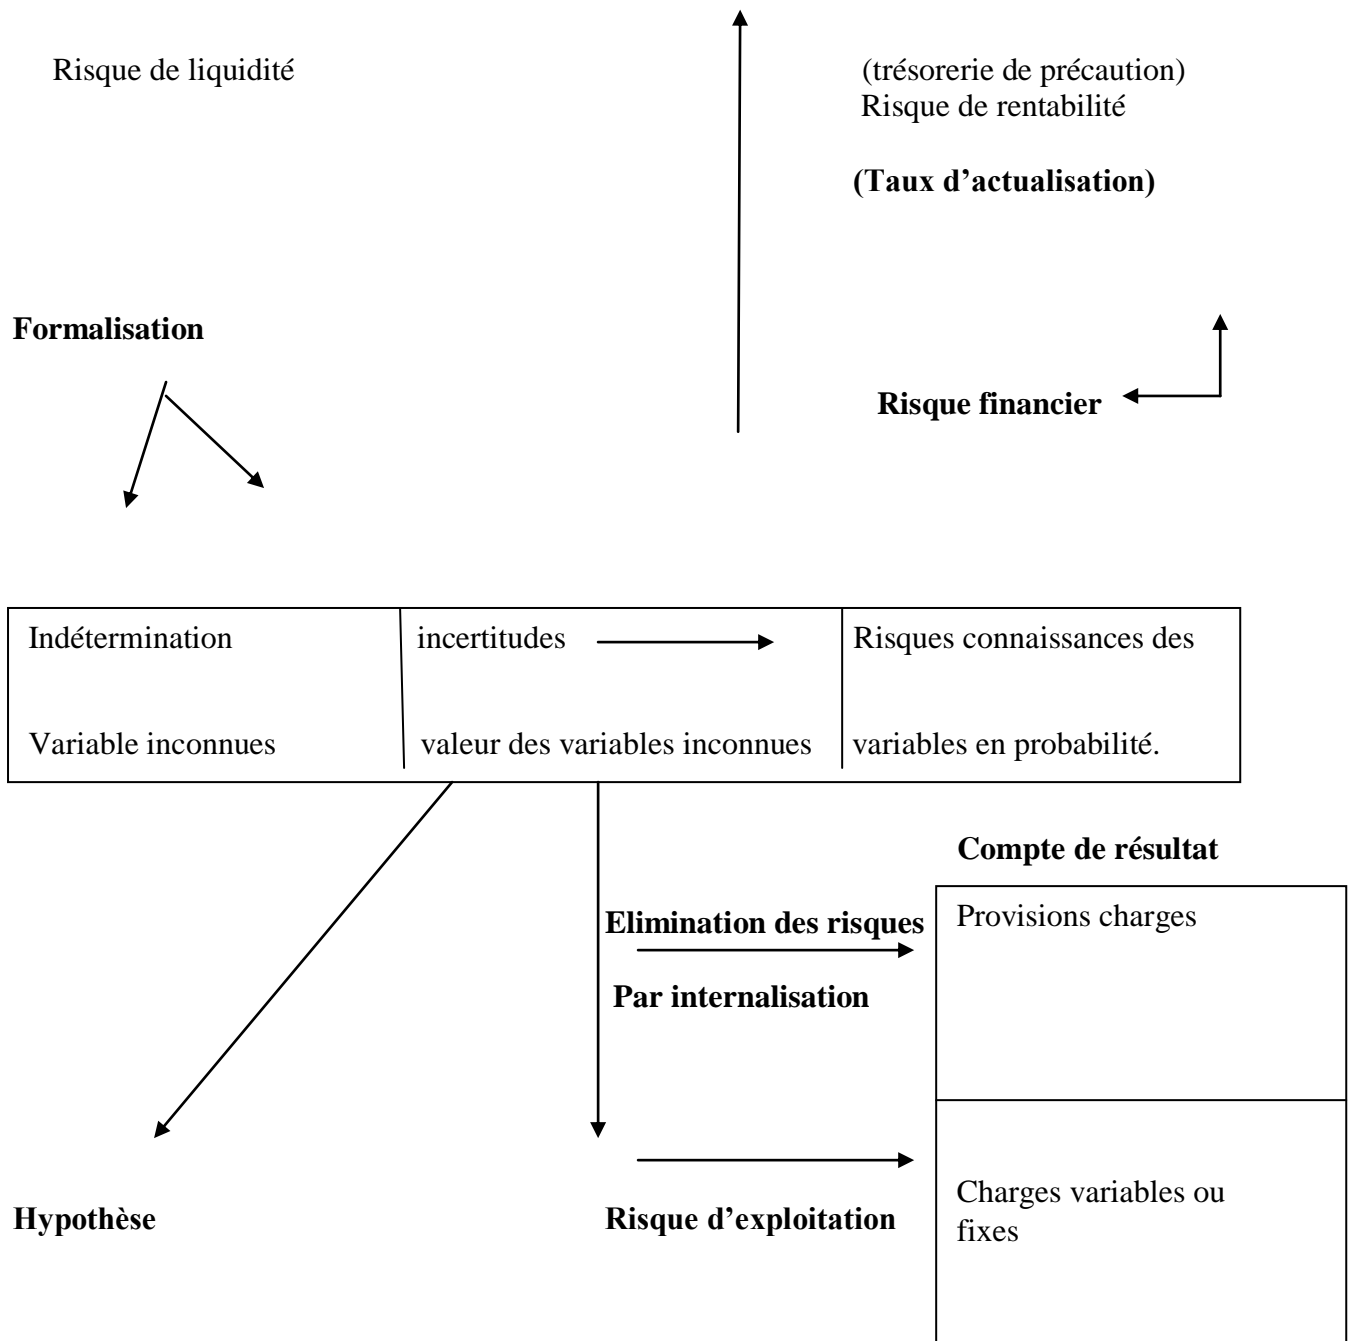 Risque de liquidité
(trésorerie de précaution)
Risque de rentabilité
(Taux d’actualisation)
Formalisation
Risque financier
Indétermination
incertitudes
Risques connaissances des
Variable inconnues
valeur des variables inconnues
variables en probabilité.
Compte de résultat
Elimination des risques
Provisions charges
Par internalisation
Charges variables ou
fixes
Hypothèse
Risque d’exploitation